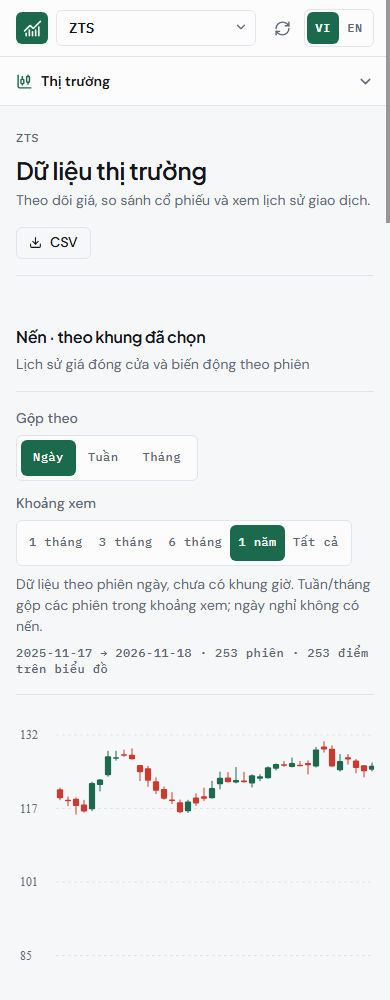 ZTS
VI
EN
Thị trường
ZTS
Dữ liệu thị trường
Theo dõi giá, so sánh cổ phiếu và xem lịch sử giao dịch.
CSV
Nến · theo khung đã chọn
Lịch sử giá đóng cửa và biến động theo phiên
Gộp theo
Ngày
Tuần
Tháng
Khoảng xem
1 tháng
3 tháng
6 tháng
1 năm
Tất cả
Dữ liệu theo phiên ngày, chưa có khung giờ. Tuần/tháng
gộp các phiên trong khoảng xem; ngày nghỉ không có
nến.
2025-11-17 → 2026-11-18 · 253 phiên · 253 điểm
trên biểu đồ
132
117
101
85